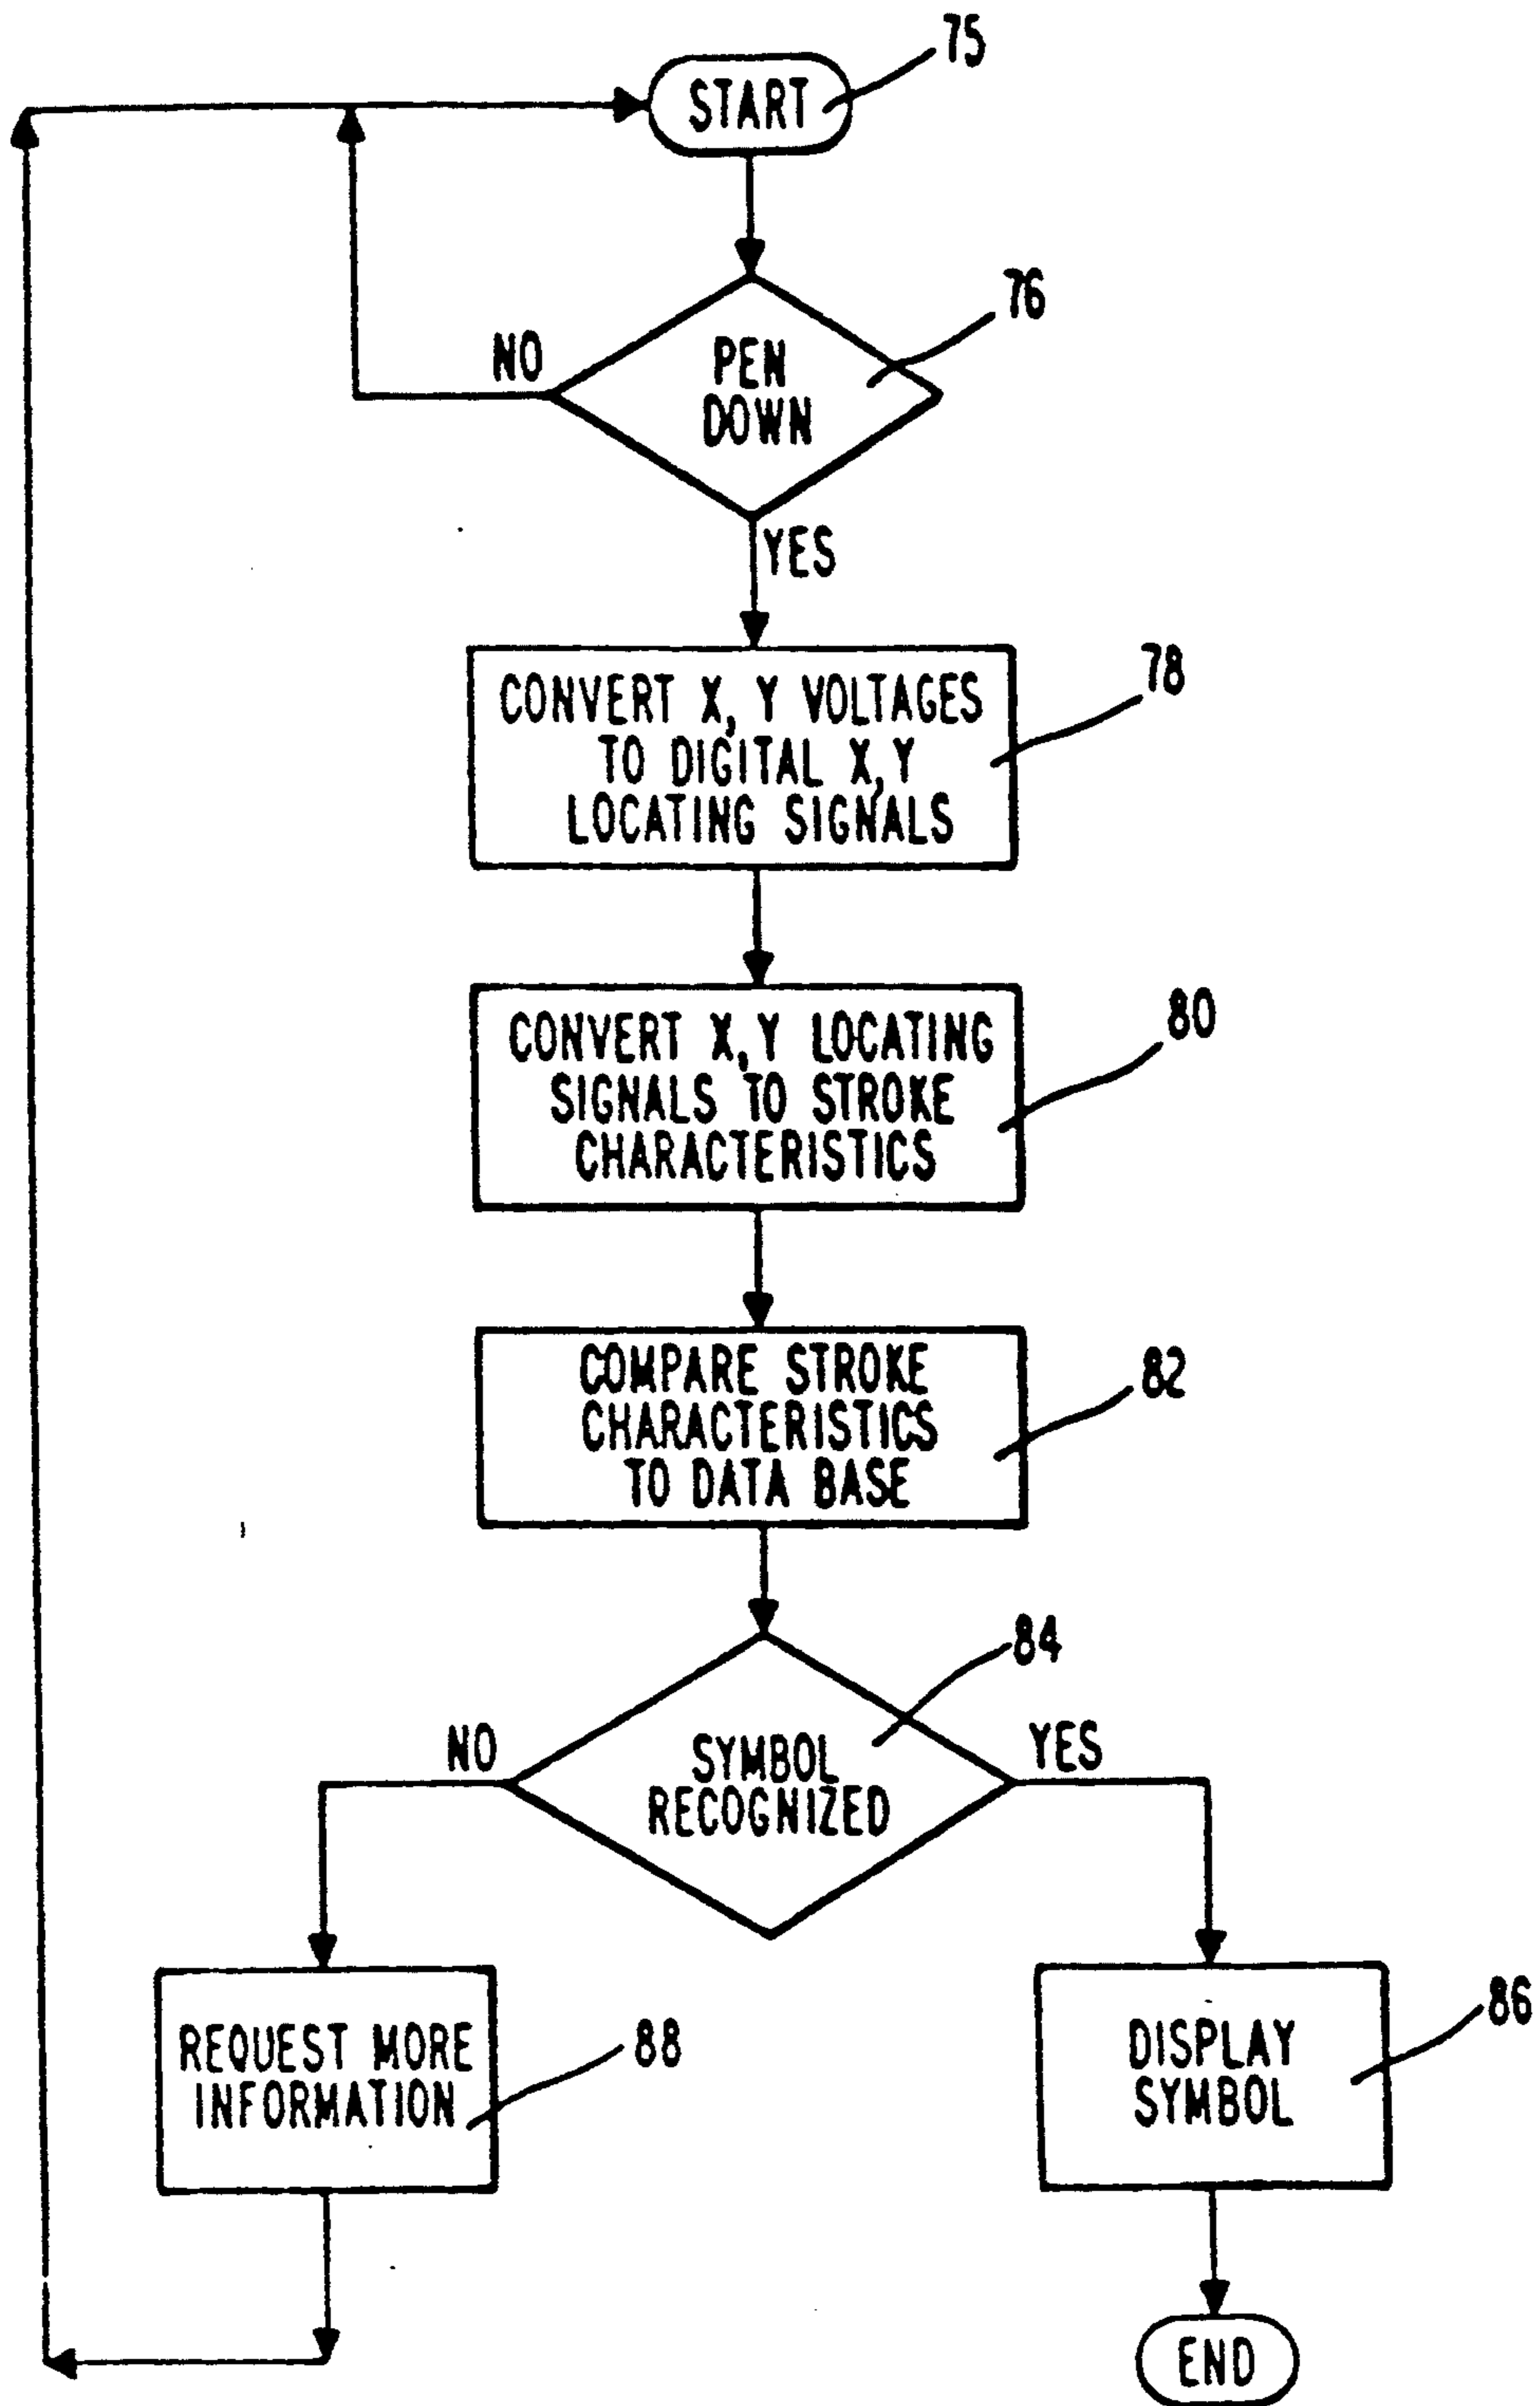 75
START
76
NO
PEN
DOWN
YES
78
CONVERT X, Y VOLTAGES
TO DIGITAL X,Y
LOCATING SIGNALS
80
CONVERT X,Y LOCATING
SIGNALS TO STROKE
CHARACTERISTICS
82
COMPARE STROKE
CHARACTERISTICS
TO DATA BASE
84
NO
YES
SYMBOL
RECOGNIZED
86
88
REQUEST MORE
INFORMATION
DISPLAY
SYMBOL
END